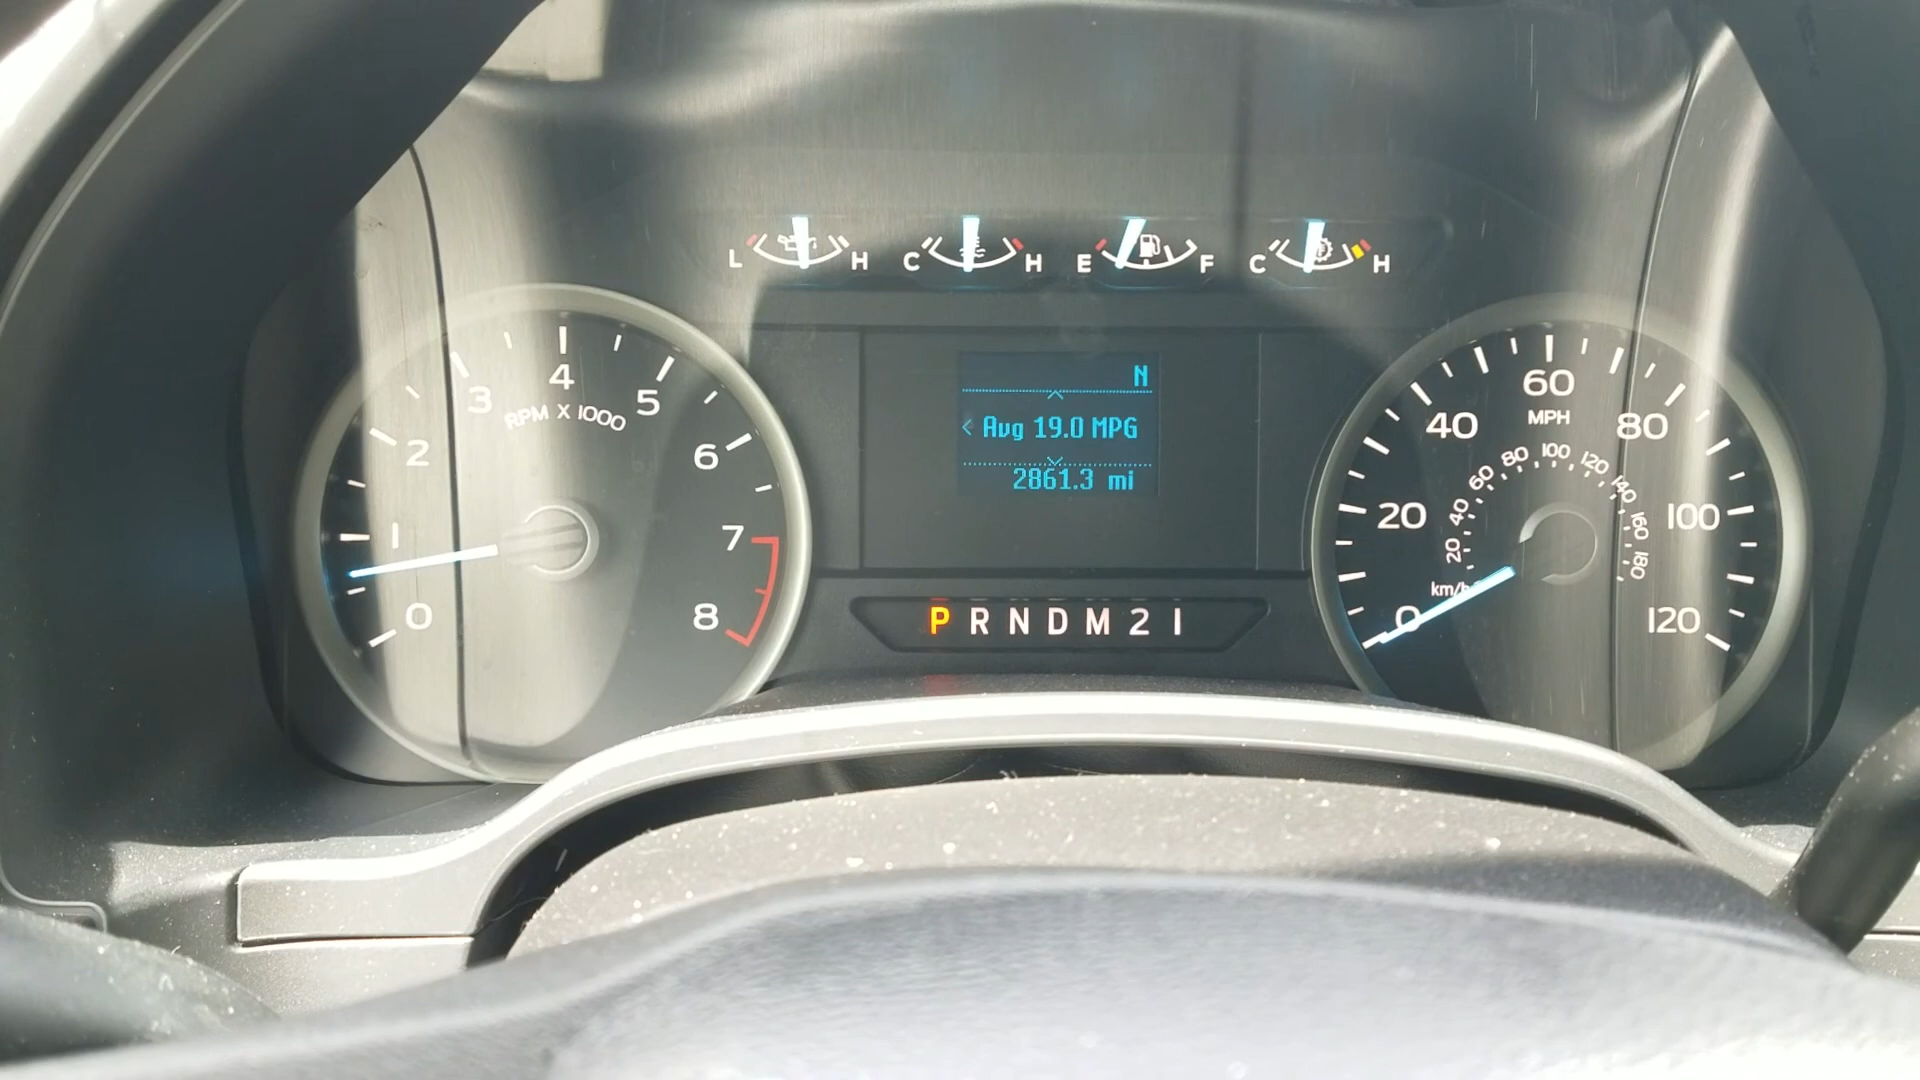 L H C H E F C H
0 1 2 3 4 5 6 7 8
RPM X 1000
N
< Avg 19.0 MPG
2861.3 mi
P R N D M 2 1
0 20 40 60 80 100 120
MPH
20 40 60 80 100 120 140 160 180
km/h